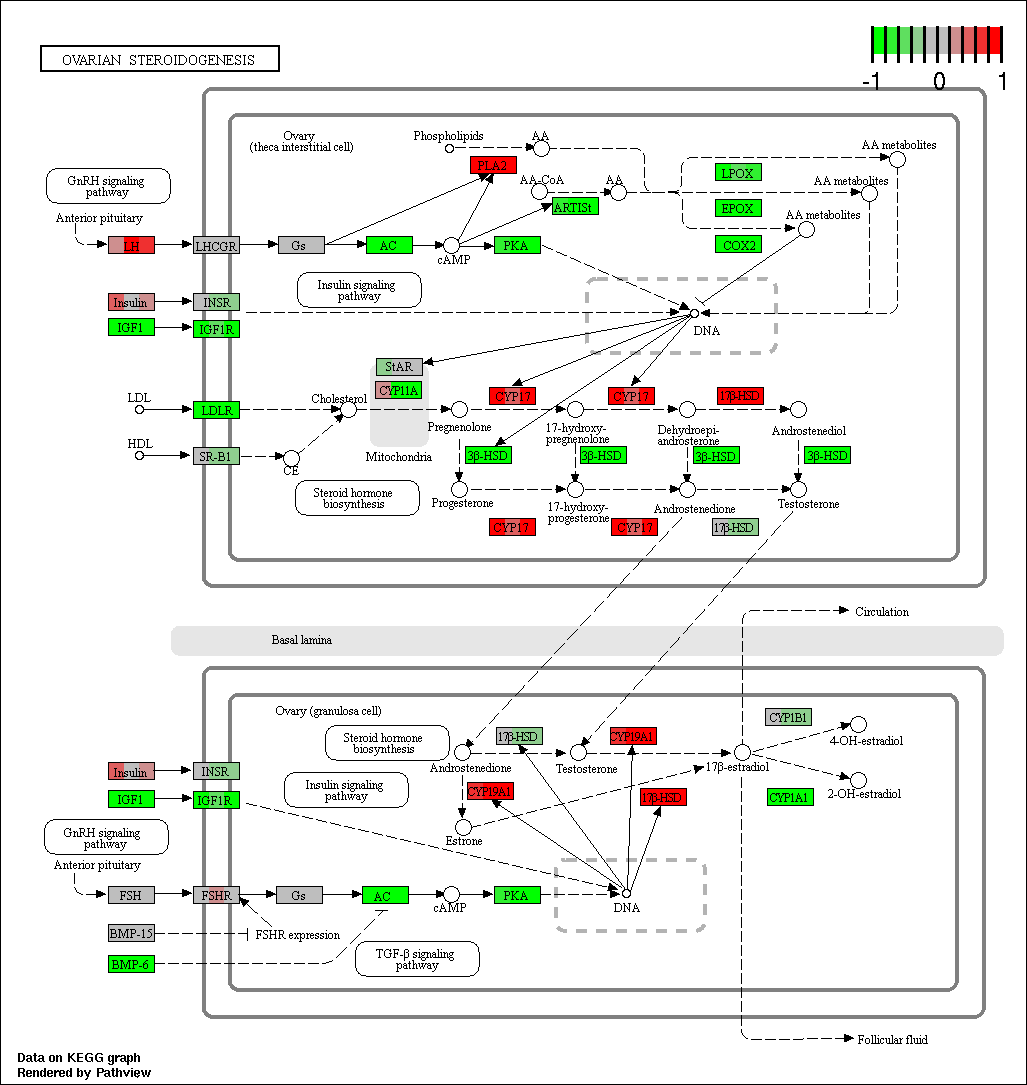 OVARIAN STEROIDOGENESIS
-1 0 1
Ovary
(theca interstitial cell)
Phospholipids
AA
AA metabolites
PLA2
GnRH signaling
pathway
AA-CoA
AA
LPOX
AA metabolites
ARTISt
EPOX
Anterior pituitary
AA metabolites
LH
LHCGR
Gs
AC
cAMP
PKA
COX2
Insulin signaling
pathway
Insulin
INSR
IGF1
IGF1R
DNA
StAR
CYP11A
LDL
LDLR
Cholesterol
CYP17
CYP17
17β-HSD
Pregnenolone
17-hydroxy-
pregnenolone
Dehydroepi-
androsterone
Androstenediol
HDL
SR-B1
CE
Mitochondria
3β-HSD
3β-HSD
3β-HSD
3β-HSD
Steroid hormone
biosynthesis
Progesterone
17-hydroxy-
progesterone
Androstenedione
Testosterone
CYP17
CYP17
17β-HSD
Circulation
Basal lamina
Ovary (granulosa cell)
Steroid hormone
biosynthesis
17β-HSD
CYP19A1
CYP1B1
4-OH-estradiol
Androstenedione
Testosterone
17β-estradiol
Insulin
INSR
Insulin signaling
pathway
IGF1
IGF1R
CYP19A1
17β-HSD
CYP1A1
2-OH-estradiol
GnRH signaling
pathway
Estrone
Anterior pituitary
FSH
FSHR
Gs
AC
cAMP
PKA
DNA
BMP-15
FSHR expression
BMP-6
TGF-β signaling
pathway
Follicular fluid
Data on KEGG graph
Rendered by Pathview